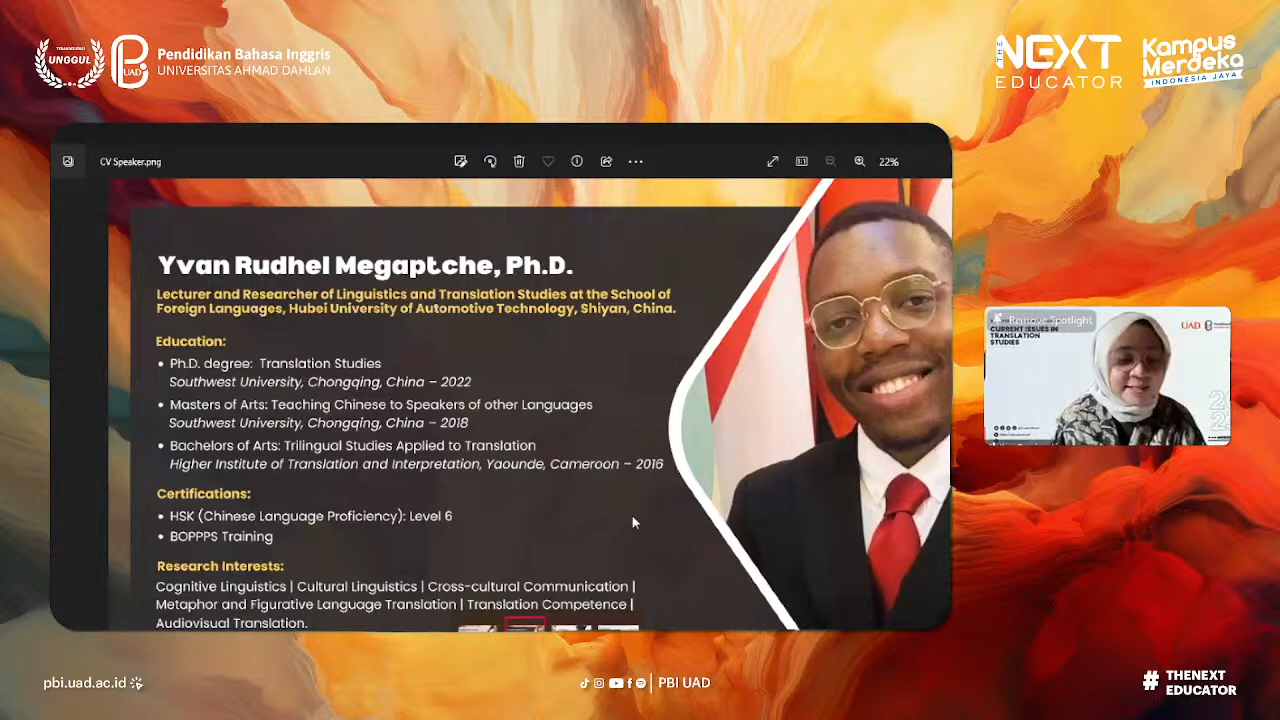 TERAKREDITASI
UNGGUL
UAD
Pendidikan Bahasa Inggris
UNIVERSITAS AHMAD DAHLAN
THE NEXT
EDUCATOR
Kampus
Merdeka
INDONESIA JAYA
CV Speaker.png
22%
Yvan Rudhel Megaptche, Ph.D.
Lecturer and Researcher of Linguistics and Translation Studies at the School of
Foreign Languages, Hubei University of Automotive Technology, Shiyan, China.
Education:
• Ph.D. degree: Translation Studies
Southwest University, Chongqing, China – 2022
• Masters of Arts: Teaching Chinese to Speakers of other Languages
Southwest University, Chongqing, China – 2018
• Bachelors of Arts: Trilingual Studies Applied to Translation
Higher Institute of Translation and Interpretation, Yaounde, Cameroon – 2016
Certifications:
• HSK (Chinese Language Proficiency): Level 6
• BOPPPS Training
Research Interests:
Cognitive Linguistics | Cultural Linguistics | Cross-cultural Communication |
Metaphor and Figurative Language Translation | Translation Competence |
Audiovisual Translation.
Remove Spotlight
CURRENT ISSUES IN
TRANSLATION
STUDIES
UAD
pbi.uad.ac.id
PBI UAD
# THENEXT
EDUCATOR